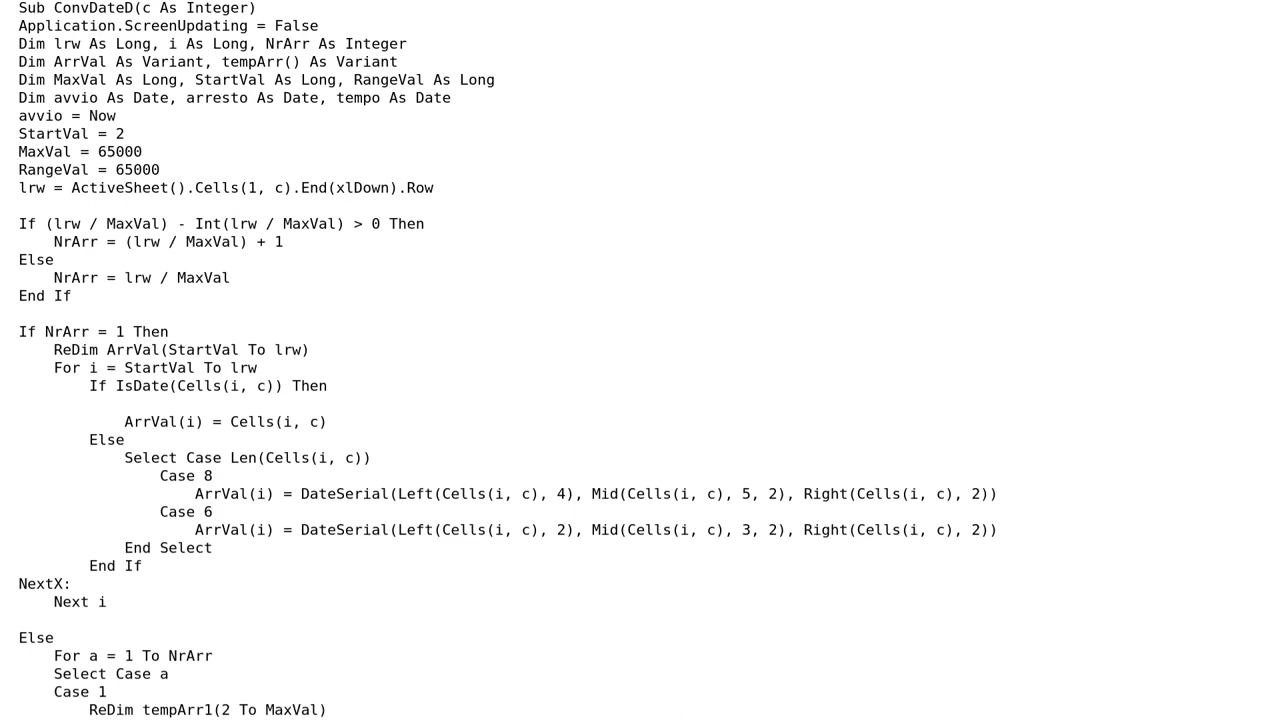 Sub ConvDateD(c As Integer)
Application.ScreenUpdating = False
Dim lrw As Long, i As Long, NrArr As Integer
Dim ArrVal As Variant, tempArr() As Variant
Dim MaxVal As Long, StartVal As Long, RangeVal As Long
Dim avvio As Date, arresto As Date, tempo As Date
avvio = Now
StartVal = 2
MaxVal = 65000
RangeVal = 65000
lrw = ActiveSheet().Cells(1, c).End(xlDown).Row
If (lrw / MaxVal) - Int(lrw / MaxVal) > 0 Then
    NrArr = (lrw / MaxVal) + 1
Else
    NrArr = lrw / MaxVal
End If
If NrArr = 1 Then
    ReDim ArrVal(StartVal To lrw)
    For i = StartVal To lrw
        If IsDate(Cells(i, c)) Then
            ArrVal(i) = Cells(i, c)
        Else
            Select Case Len(Cells(i, c))
                Case 8
                    ArrVal(i) = DateSerial(Left(Cells(i, c), 4), Mid(Cells(i, c), 5, 2), Right(Cells(i, c), 2))
                Case 6
                    ArrVal(i) = DateSerial(Left(Cells(i, c), 2), Mid(Cells(i, c), 3, 2), Right(Cells(i, c), 2))
            End Select
        End If
NextX:
    Next i
Else
    For a = 1 To NrArr
    Select Case a
    Case 1
        ReDim tempArr1(2 To MaxVal)